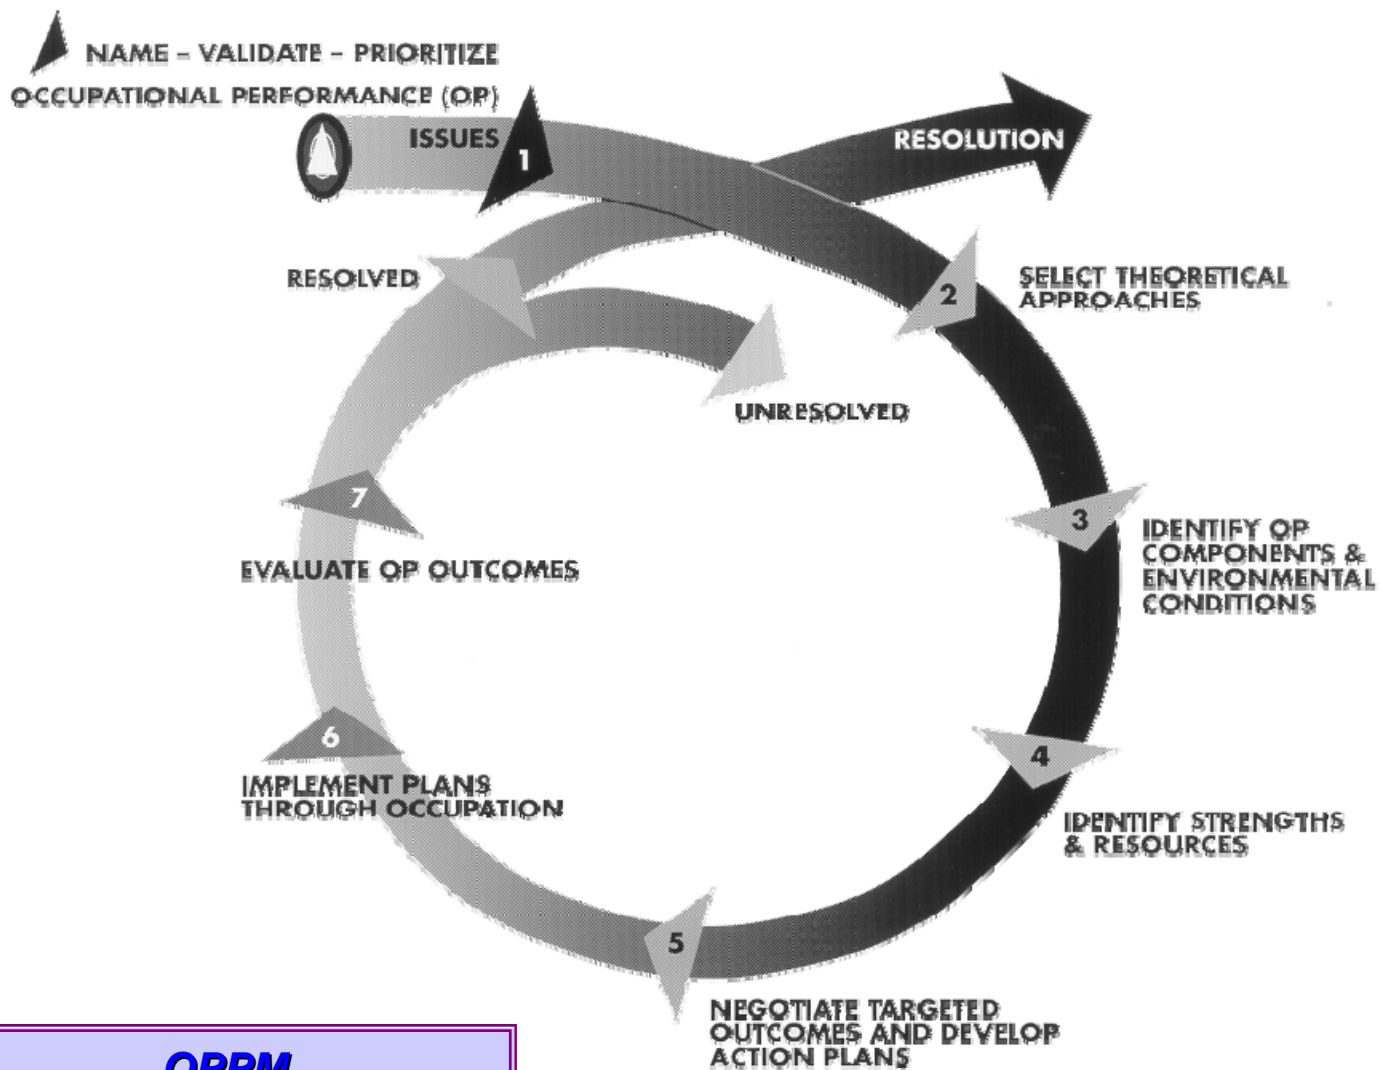 NAME – VALIDATE – PRIORITIZE
OCCUPATIONAL PERFORMANCE (OP)
ISSUES
1
RESOLUTION
RESOLVED
2
SELECT THEORETICAL
APPROACHES
UNRESOLVED
7
3
IDENTIFY OP
COMPONENTS &
ENVIRONMENTAL
CONDITIONS
EVALUATE OP OUTCOMES
6
4
IMPLEMENT PLANS
THROUGH OCCUPATION
IDENTIFY STRENGTHS
& RESOURCES
5
NEGOTIATE TARGETED
OUTCOMES AND DEVELOP
ACTION PLANS
OPPM